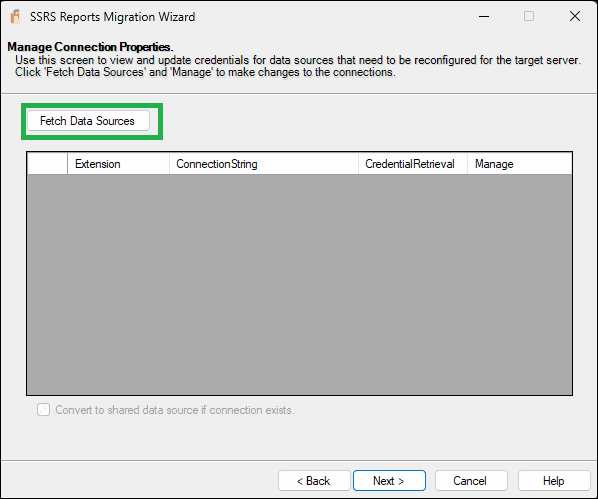 SSRS Reports Migration Wizard
Manage Connection Properties.
Use this screen to view and update credentials for data sources that need to be reconfigured for the target server.
Click 'Fetch Data Sources' and 'Manage' to make changes to the connections.
Fetch Data Sources
Extension ConnectionString CredentialRetrieval Manage
Convert to shared data source if connection exists.
< Back Next > Cancel Help